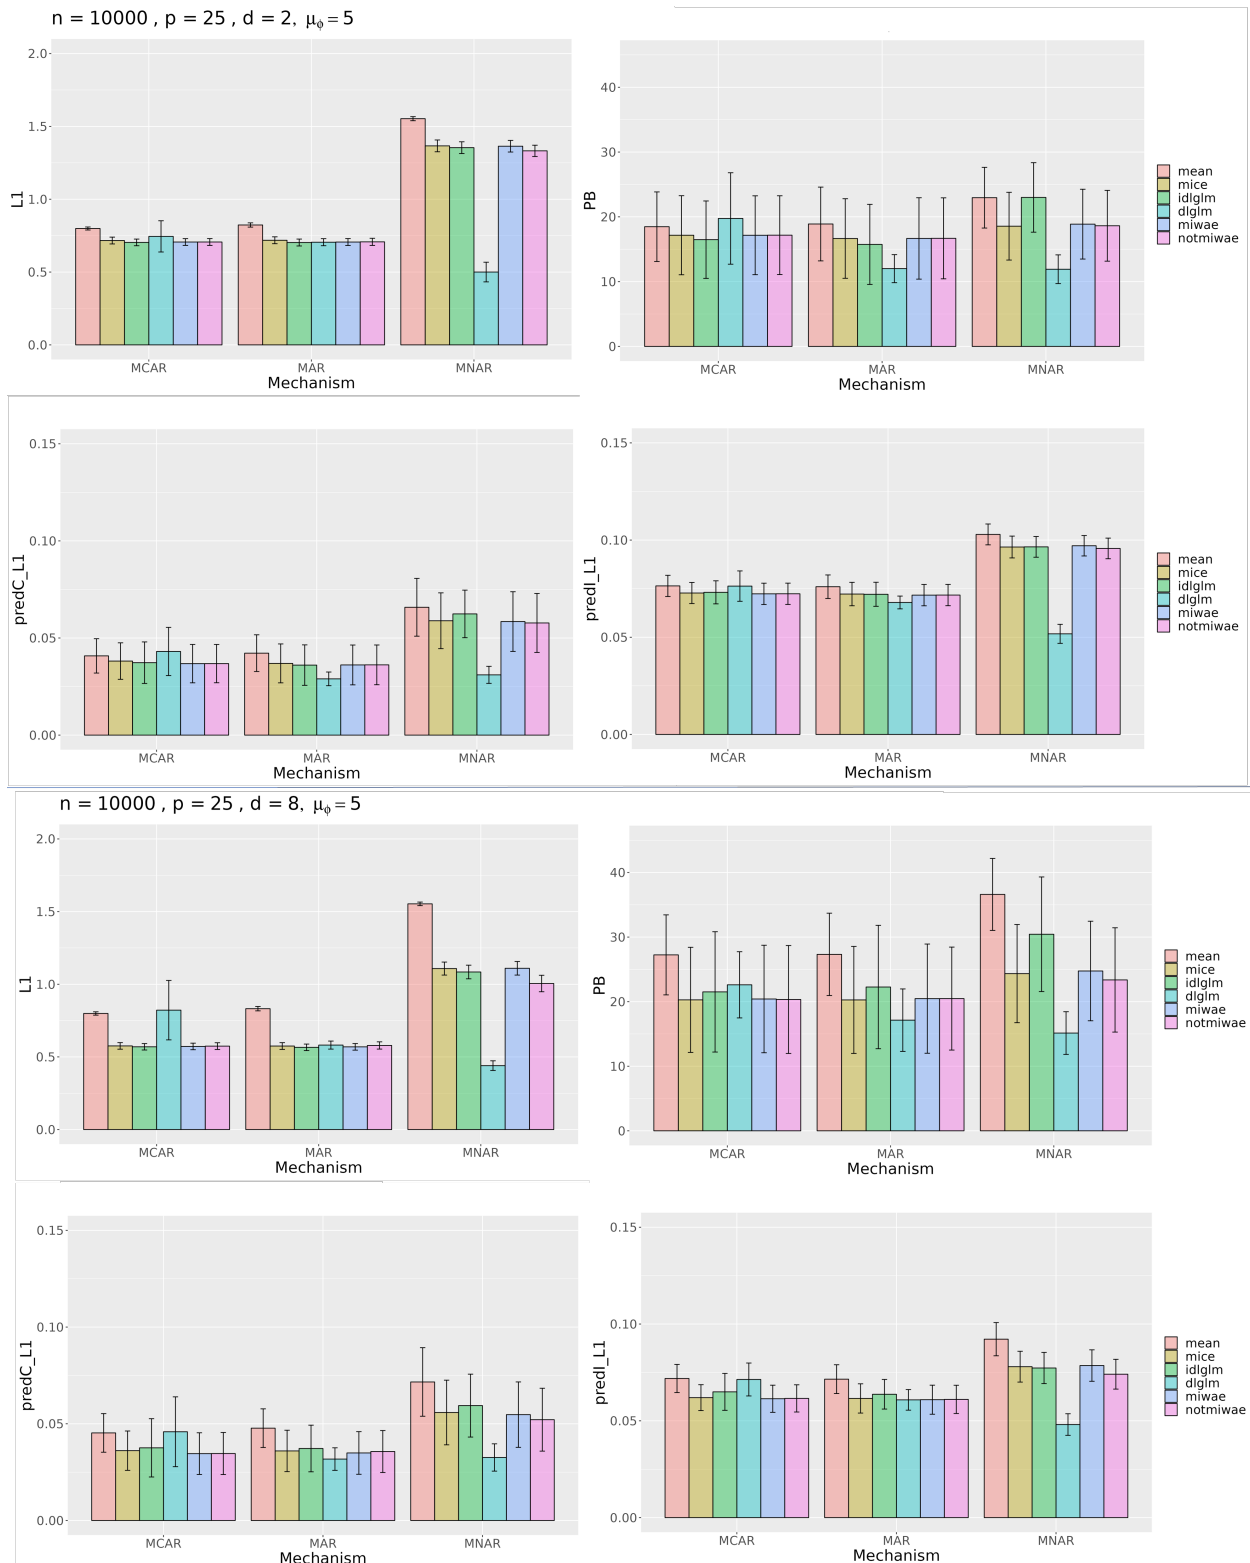 n = 10000 , p = 25 , d = 2, μϕ = 5
2.0
1.5
1.0
0.5
0.0
L1
MCAR MAR MNAR
Mechanism
40
30
20
10
0
PB
MCAR MAR MNAR
Mechanism
mean
mice
idlglm
dlglm
miwae
notmiwae
0.15
0.10
0.05
0.00
predC_L1
MCAR MAR MNAR
Mechanism
0.15
0.10
0.05
0.00
predI_L1
MCAR MAR MNAR
Mechanism
mean
mice
idlglm
dlglm
miwae
notmiwae
n = 10000 , p = 25 , d = 8, μϕ = 5
2.0
1.5
1.0
0.5
0.0
L1
MCAR MAR MNAR
Mechanism
40
30
20
10
0
PB
MCAR MAR MNAR
Mechanism
mean
mice
idlglm
dlglm
miwae
notmiwae
0.15
0.10
0.05
0.00
predC_L1
MCAR MAR MNAR
Mechanism
0.15
0.10
0.05
0.00
predI_L1
MCAR MAR MNAR
Mechanism
mean
mice
idlglm
dlglm
miwae
notmiwae